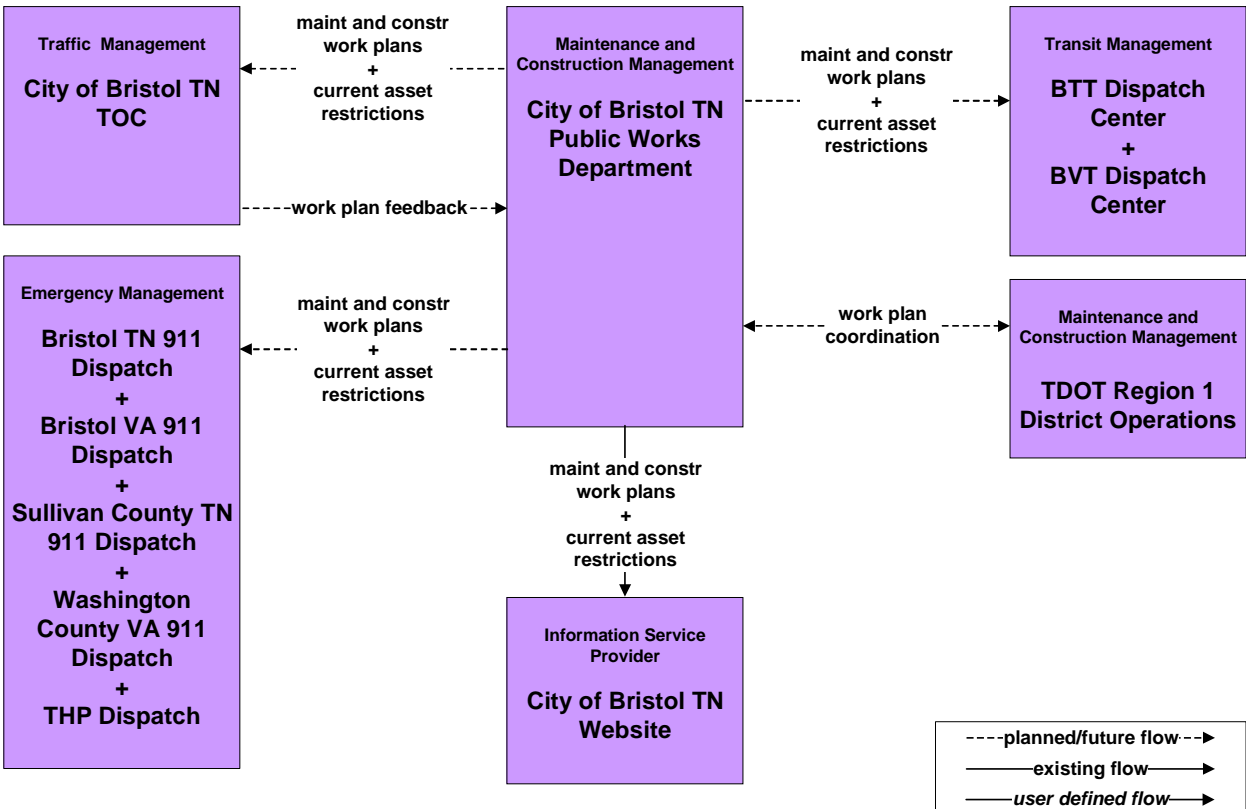 Traffic Management
City of Bristol TN
TOC
maint and constr
work plans
+
current asset
restrictions
work plan feedback
Maintenance and
Construction Management
City of Bristol TN
Public Works
Department
maint and constr
work plans
+
current asset
restrictions
Transit Management
BTT Dispatch
Center
+
BVT Dispatch
Center
Emergency Management
Bristol TN 911
Dispatch
+
Bristol VA 911
Dispatch
+
Sullivan County TN
911 Dispatch
+
Washington
County VA 911
Dispatch
+
THP Dispatch
maint and constr
work plans
+
current asset
restrictions
work plan
coordination
Maintenance and
Construction Management
TDOT Region 1
District Operations
maint and constr
work plans
+
current asset
restrictions
Information Service
Provider
City of Bristol TN
Website
planned/future flow
existing flow
user defined flow